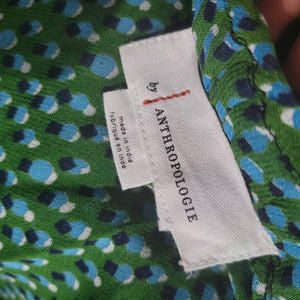 by
ANTHROPOLOGIE
made in india
fabriqué en inde